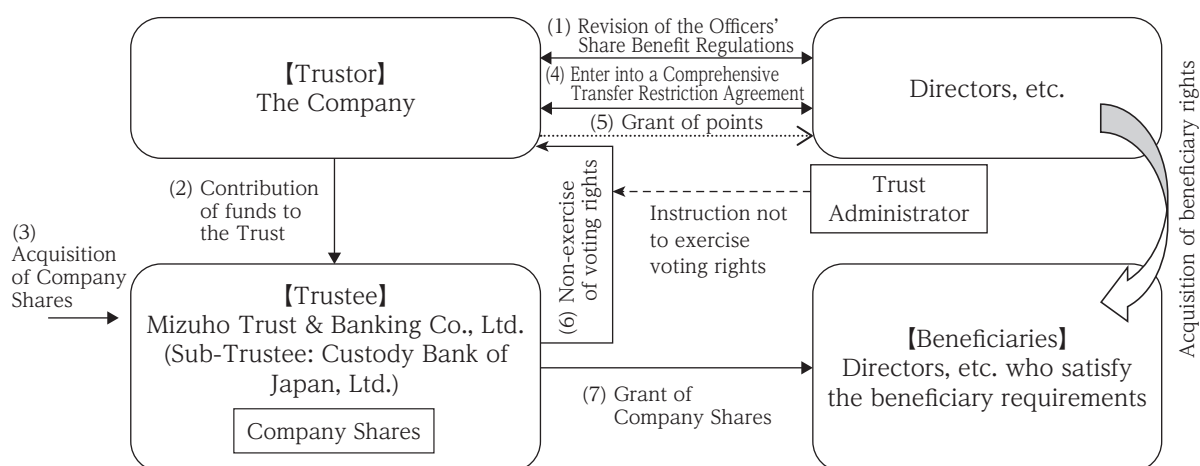 (1) Revision of the Officers'
Share Benefit Regulations
【Trustor】
The Company
(4) Enter into a Comprehensive
Transfer Restriction Agreement
Directors, etc.
(5) Grant of points
Acquisition of beneficiary rights
(2) Contribution
of funds to
the Trust
(6) Non-exercise
of voting rights
Trust
Administrator
Instruction not
to exercise
voting rights
(3)
Acquisition
of Company
Shares
【Trustee】
Mizuho Trust & Banking Co., Ltd.
(Sub-Trustee: Custody Bank of
Japan, Ltd.)
Company Shares
(7) Grant of
Company Shares
【Beneficiaries】
Directors, etc. who satisfy
the beneficiary requirements